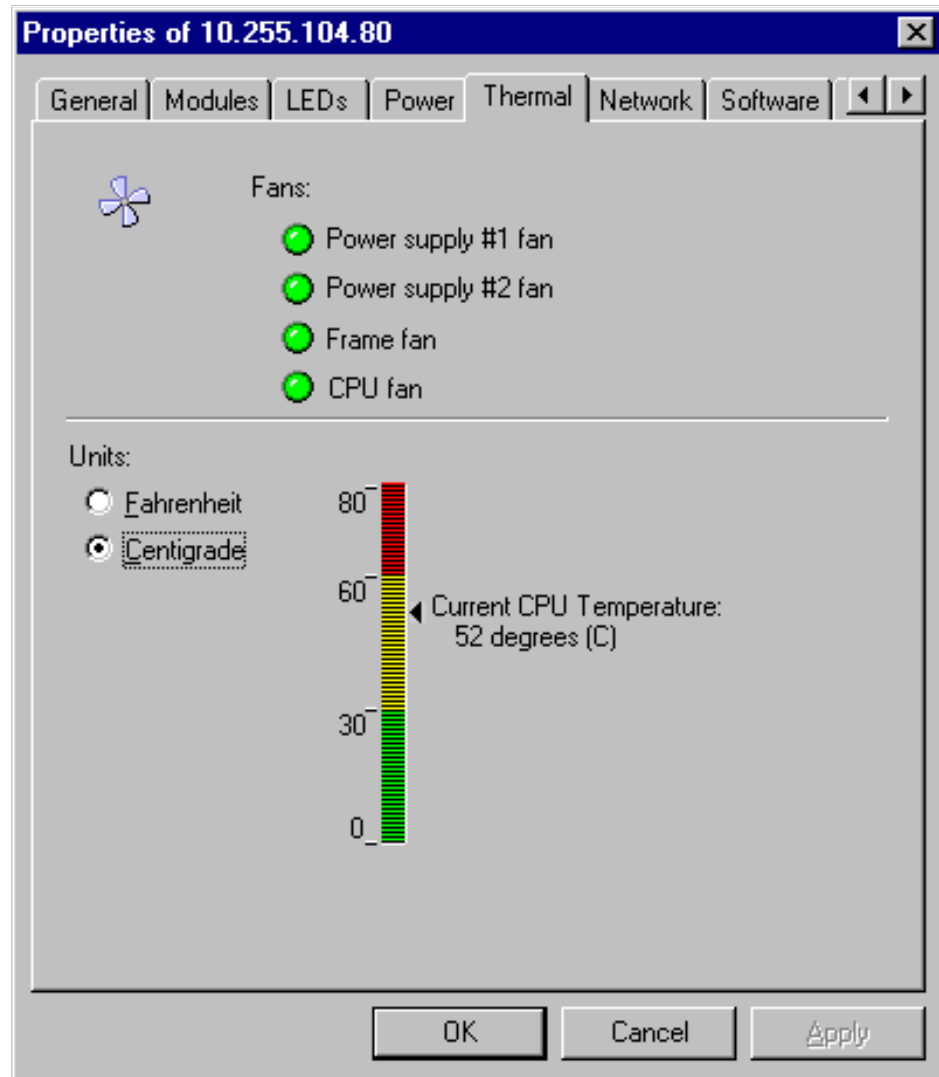 Properties of 10.255.104.80
General Modules LEDs Power Thermal Network Software
Fans:
Power supply #1 fan
Power supply #2 fan
Frame fan
CPU fan
Units:
Fahrenheit
Centigrade
80
60
Current CPU Temperature:
52 degrees (C)
30
0
OK Cancel Apply